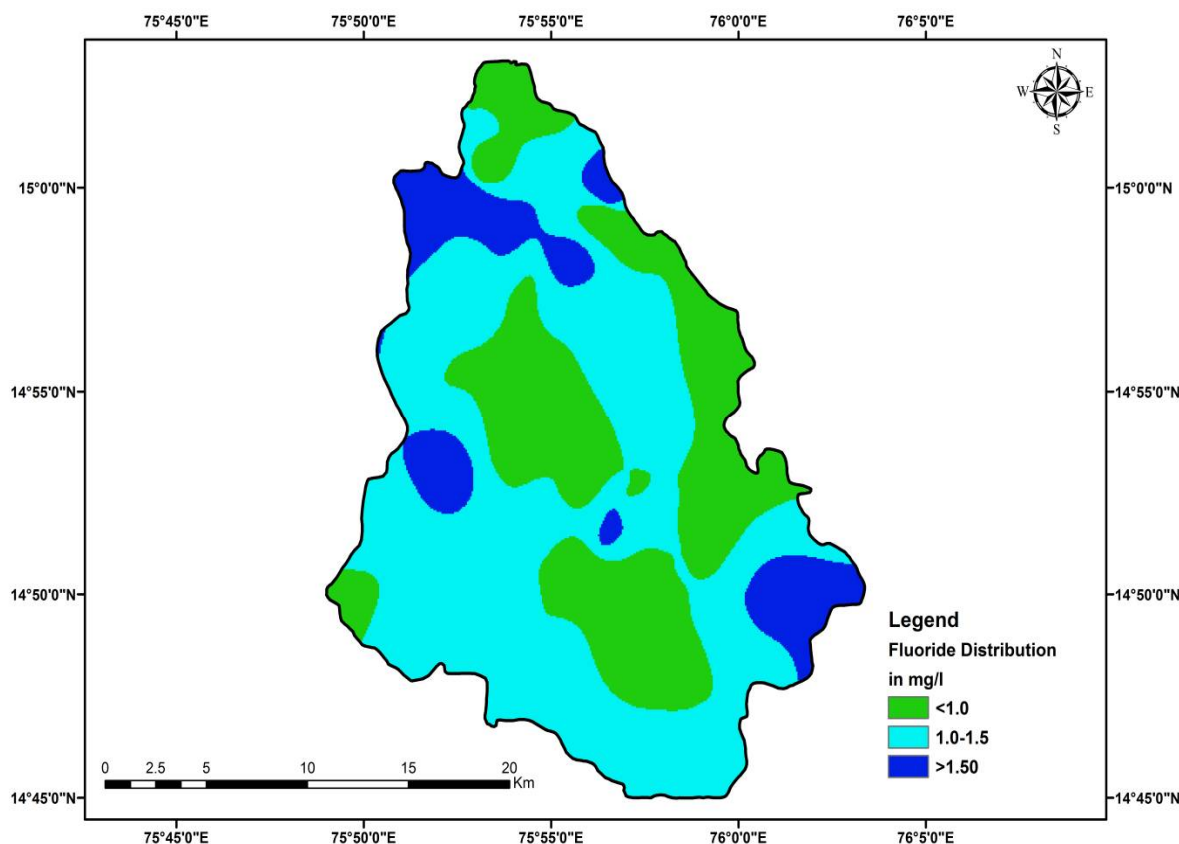 75°45'0"E 75°50'0"E 75°55'0"E 76°0'0"E 76°5'0"E
N
W E
S
15°0'0"N 15°0'0"N
14°55'0"N 14°55'0"N
14°50'0"N 14°50'0"N
Legend
Fluoride Distribution
in mg/l
<1.0
1.0-1.5
>1.50
0 2.5 5 10 15 20
Km
14°45'0"N 14°45'0"N
75°45'0"E 75°50'0"E 75°55'0"E 76°0'0"E 76°5'0"E